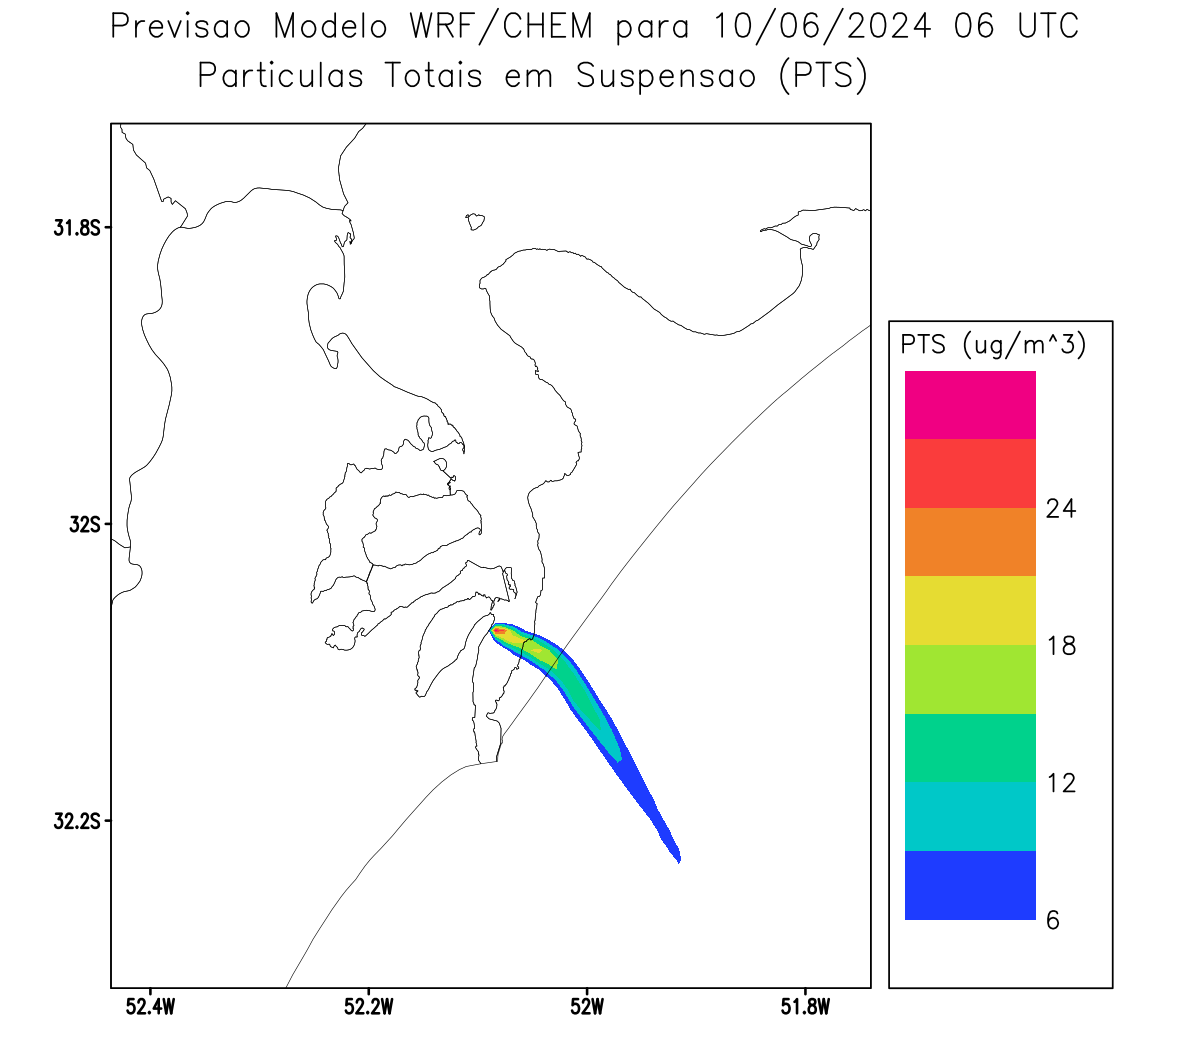 Previsao Modelo WRF/CHEM para 10/06/2024 06 UTC
Particulas Totais em Suspensao (PTS)
31.8S
32S
32.2S
52.4W
52.2W
52W
51.8W
PTS (ug/m^3)
24
18
12
6